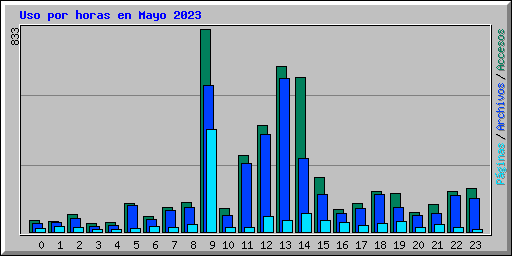 Uso por horas en Mayo 2023
833
Páginas / Archivos / Accesos
0 1 2 3 4 5 6 7 8 9 10 11 12 13 14 15 16 17 18 19 20 21 22 23